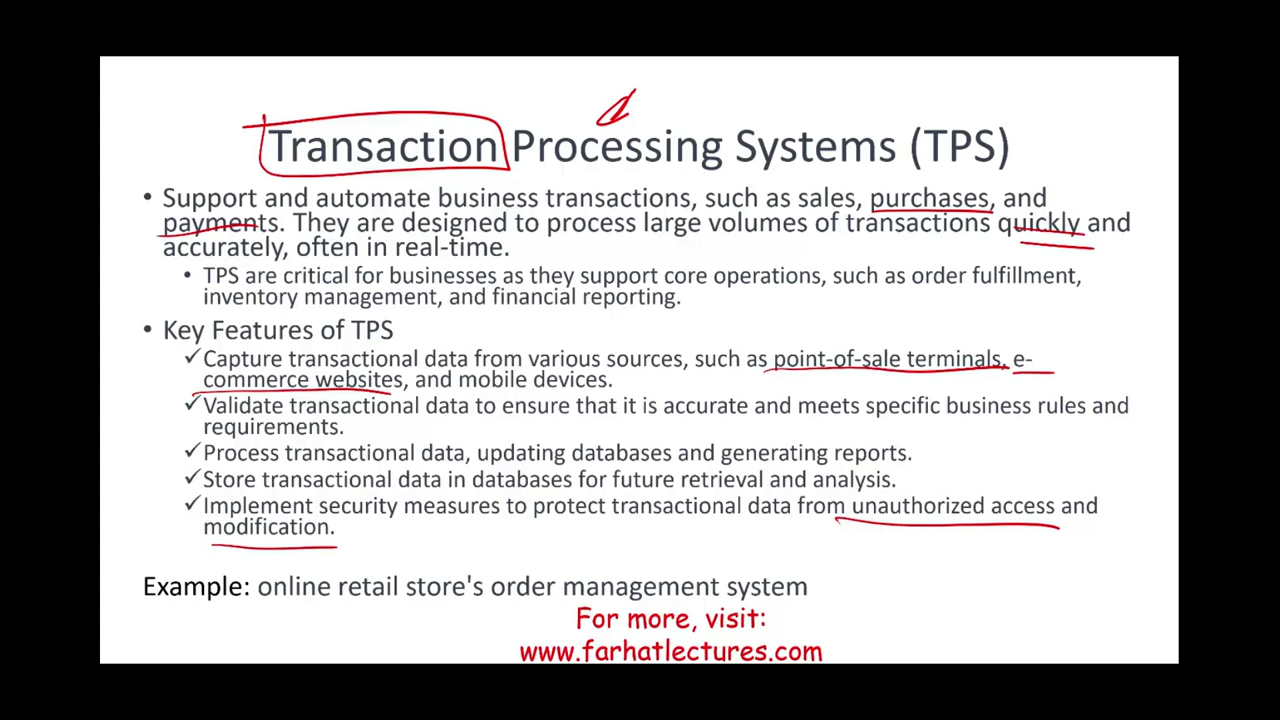 Transaction Processing Systems (TPS)
• Support and automate business transactions, such as sales, purchases, and
payments. They are designed to process large volumes of transactions quickly and
accurately, often in real-time.
• TPS are critical for businesses as they support core operations, such as order fulfillment,
inventory management, and financial reporting.
• Key Features of TPS
✓Capture transactional data from various sources, such as point-of-sale terminals, e-
commerce websites, and mobile devices.
✓Validate transactional data to ensure that it is accurate and meets specific business rules and
requirements.
✓Process transactional data, updating databases and generating reports.
✓Store transactional data in databases for future retrieval and analysis.
✓Implement security measures to protect transactional data from unauthorized access and
modification.
Example: online retail store's order management system
For more, visit:
www.farhatlectures.com